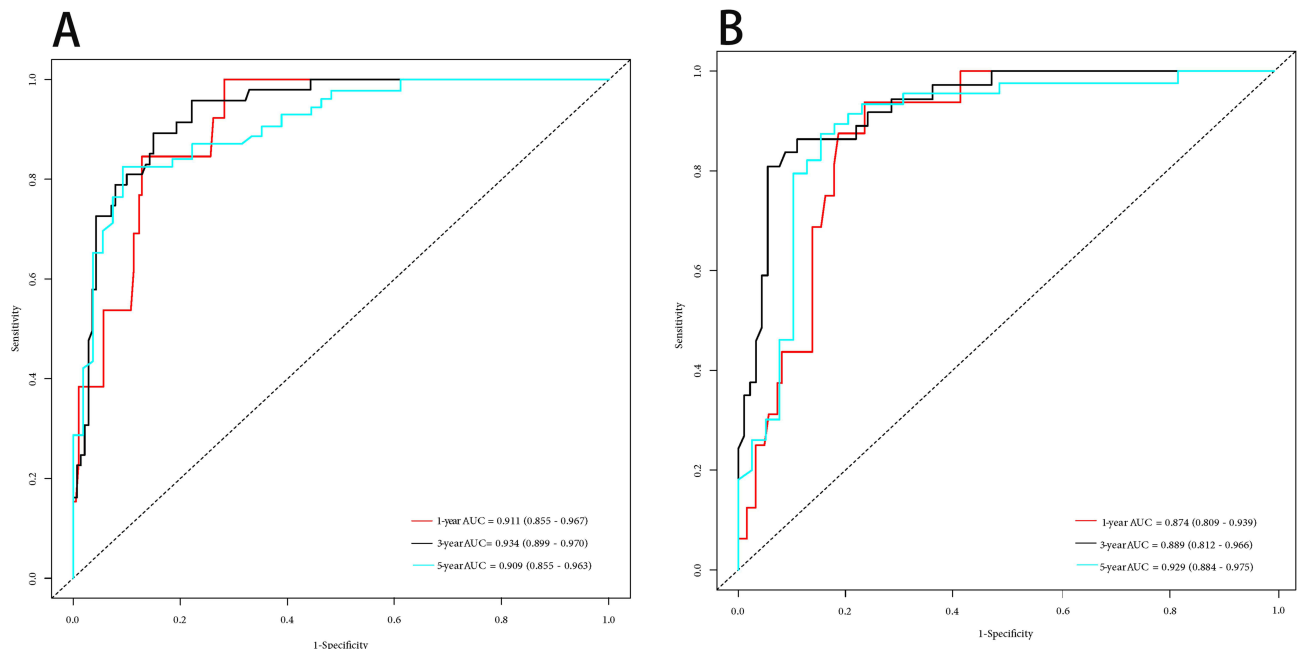 A
1.0
0.8
0.6
0.4
0.2
0.0
Sensitivity
1-year AUC = 0.911 (0.855 - 0.967)
3-year AUC= 0.934 (0.899 - 0.970)
5-year AUC = 0.909 (0.855 - 0.963)
0.0 0.2 0.4 0.6 0.8 1.0
1-Specificity
B
1.0
0.8
0.6
0.4
0.2
0.0
Sensitivity
1-year AUC = 0.874 (0.809 - 0.939)
3-year AUC = 0.889 (0.812 - 0.966)
5-year AUC = 0.929 (0.884 - 0.975)
0.0 0.2 0.4 0.6 0.8 1.0
1-Specificity